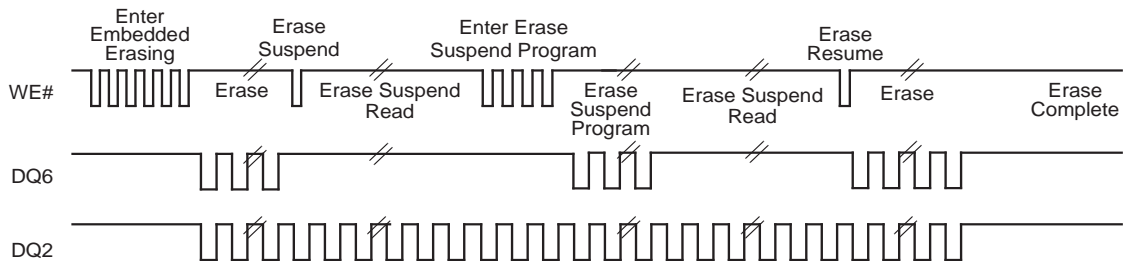 Enter
Embedded
Erasing
Erase
Suspend
Enter Erase
Suspend Program
Erase
Resume
WE#
Erase
Erase Suspend
Read
Erase
Suspend
Program
Erase Suspend
Read
Erase
Erase
Complete
DQ6
DQ2